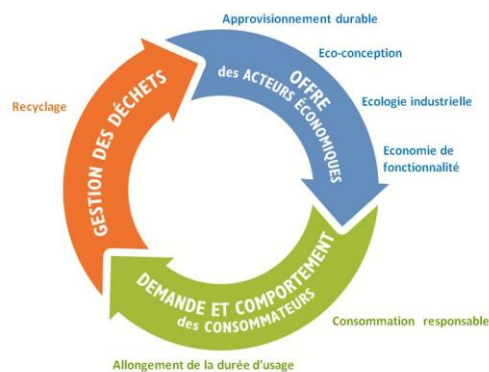 Approvisionnement durable
Eco-conception
Ecologie industrielle
Economie de
fonctionnalité
OFFRE
des ACTEURS ÉCONOMIQUES
Consommation responsable
DEMANDE ET COMPORTEMENT
des CONSOMMATEURS
Allongement de la durée d'usage
GESTION DES DÉCHETS
Recyclage